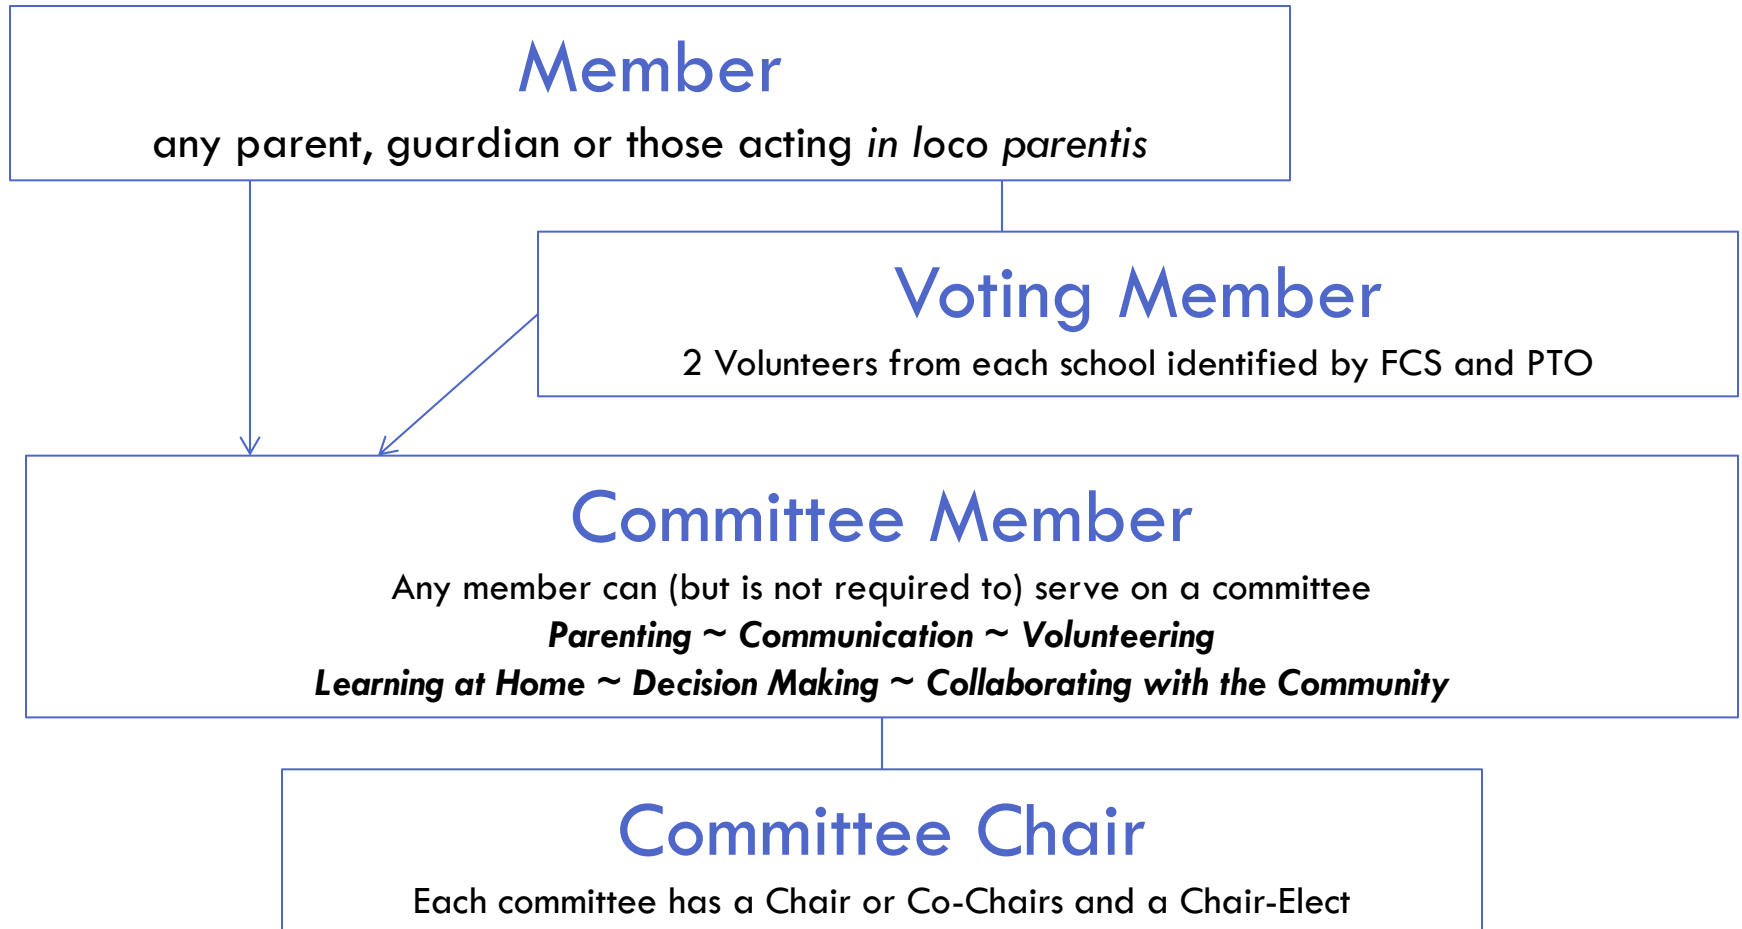 Member
any parent, guardian or those acting in loco parentis
Voting Member
2 Volunteers from each school identified by FCS and PTO
Committee Member
Any member can (but is not required to) serve on a committee
Parenting ~ Communication ~ Volunteering
Learning at Home ~ Decision Making ~ Collaborating with the Community
Committee Chair
Each committee has a Chair or Co-Chairs and a Chair-Elect